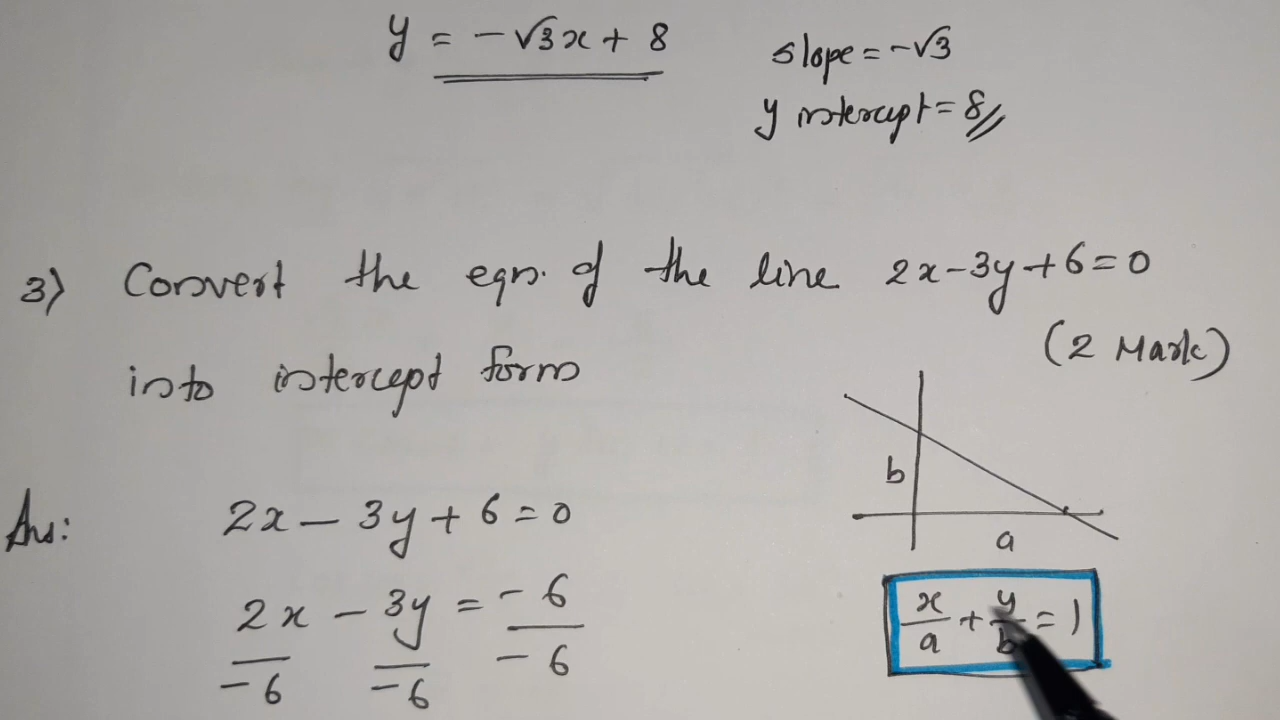 y = -√3x + 8
slope = -√3
y intercept = 8
3) Convert the eqn. of the line 2x-3y+6=0
(2 Mark)
into intercept form
b
a
Ans: 2x - 3y + 6 = 0
2x/-6 - 3y/-6 = -6/-6
x/a + y/b = 1